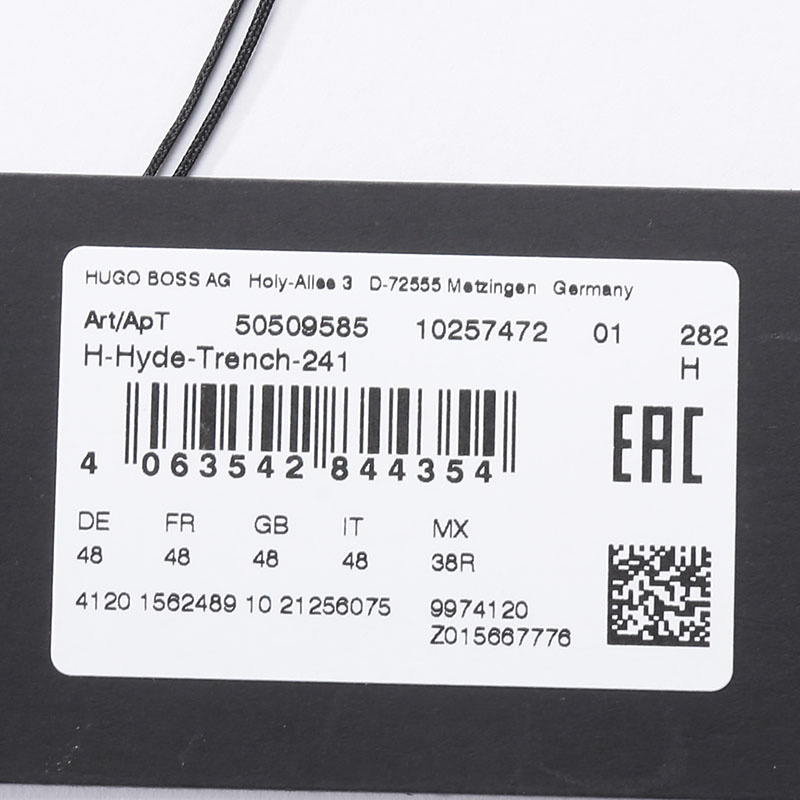 HUGO BOSS AG Holy-Allee 3 D-72555 Metzingen Germany
Art/ApT 50509585 10257472 01 282
H-Hyde-Trench-241 H
4 063542 844354
EAC
DE FR GB IT MX
48 48 48 48 38R
4120 1562489 10 21256075 9974120
Z015667776